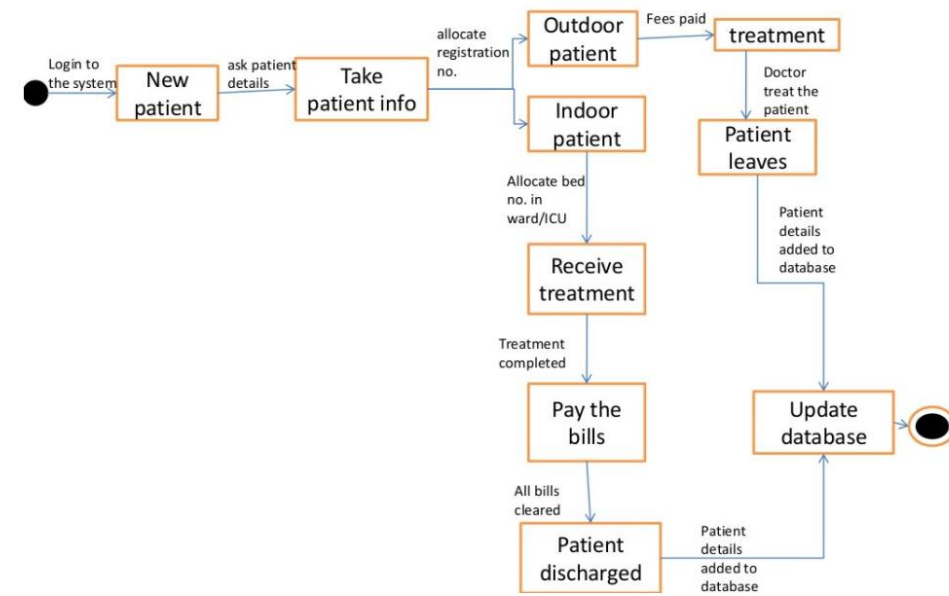 Login to
the system
New
patient
ask patient
details
Take
patient info
allocate
registration
no.
Outdoor
patient
Fees paid
treatment
Doctor
treat the
patient
Indoor
patient
Patient
leaves
Allocate bed
no. in
ward/ICU
Patient
details
added to
database
Receive
treatment
Treatment
completed
Pay the
bills
Update
database
All bills
cleared
Patient
discharged
Patient
details
added to
database